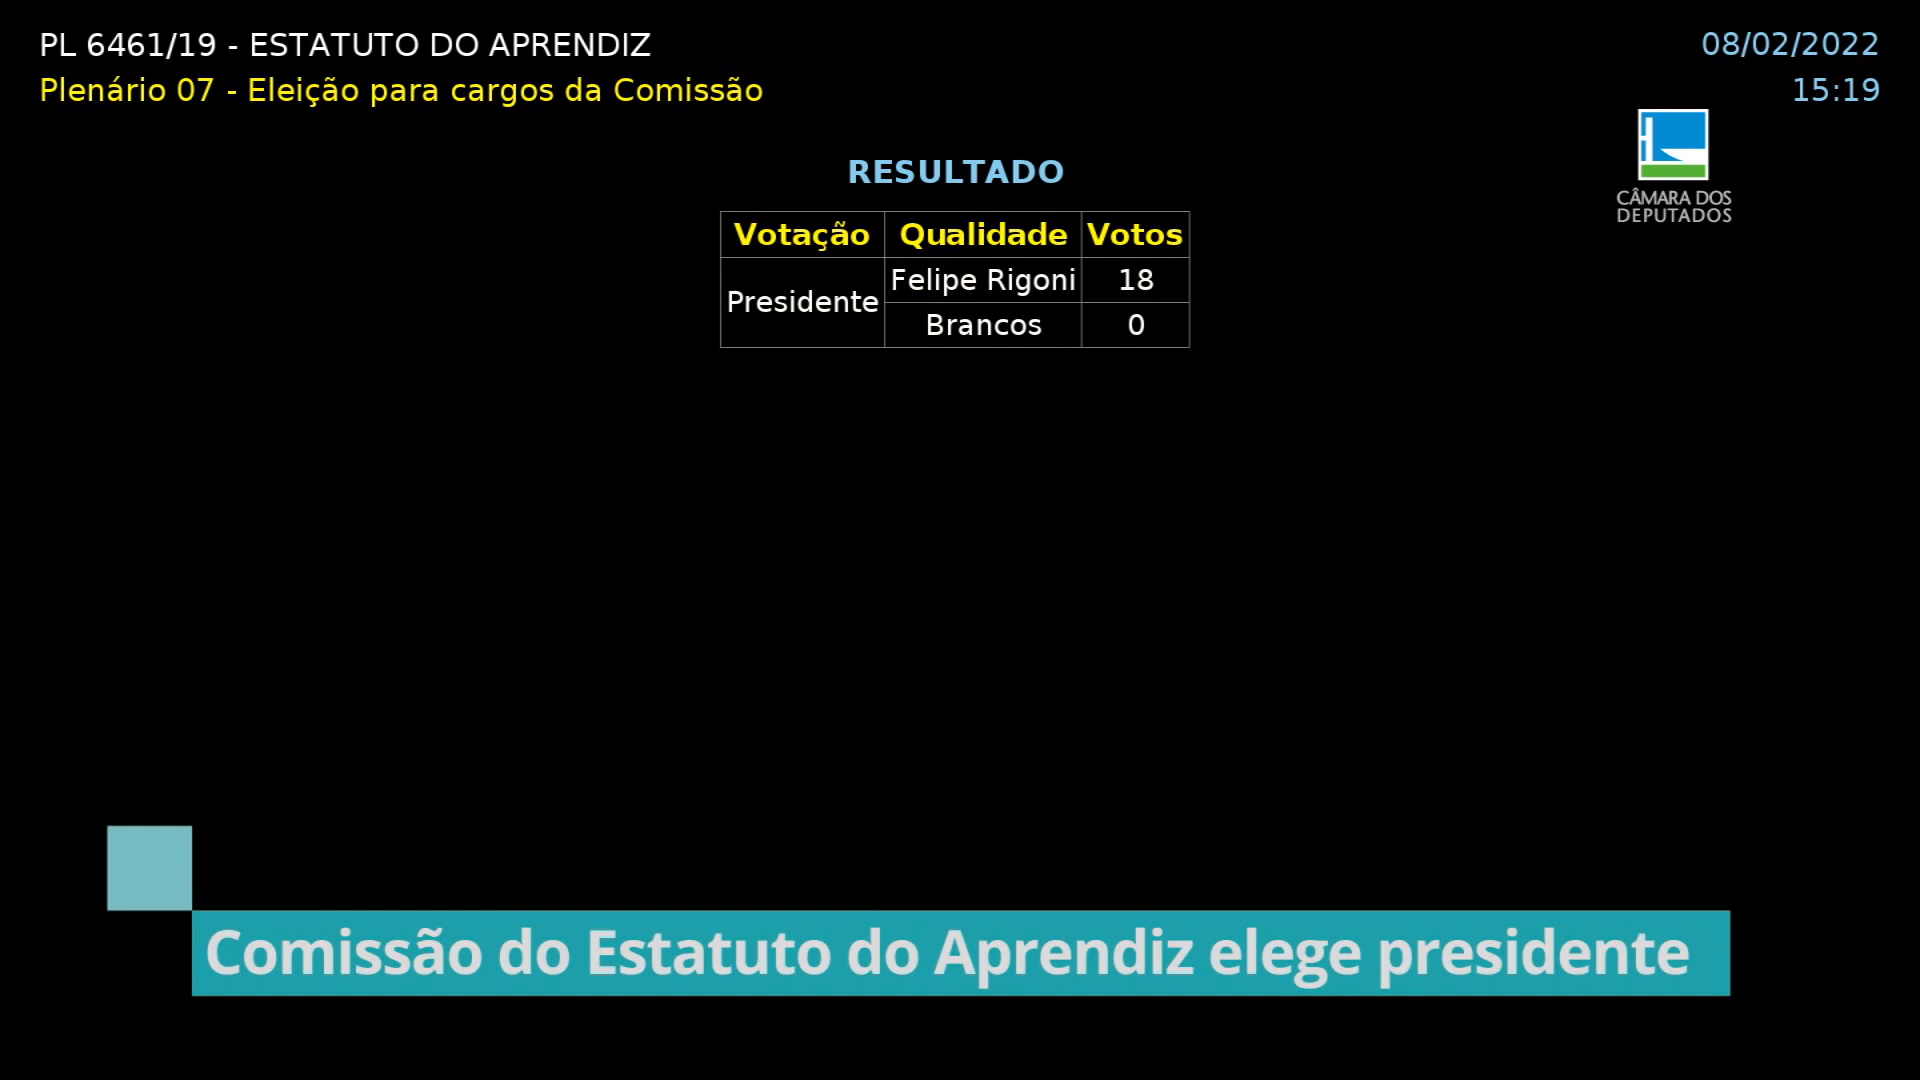 PL 6461/19 - ESTATUTO DO APRENDIZ
08/02/2022
Plenário 07 - Eleição para cargos da Comissão
15:19
CÂMARA DOS
DEPUTADOS
RESULTADO
Votação Qualidade Votos
Presidente
Felipe Rigoni 18
Brancos 0
Comissão do Estatuto do Aprendiz elege presidente